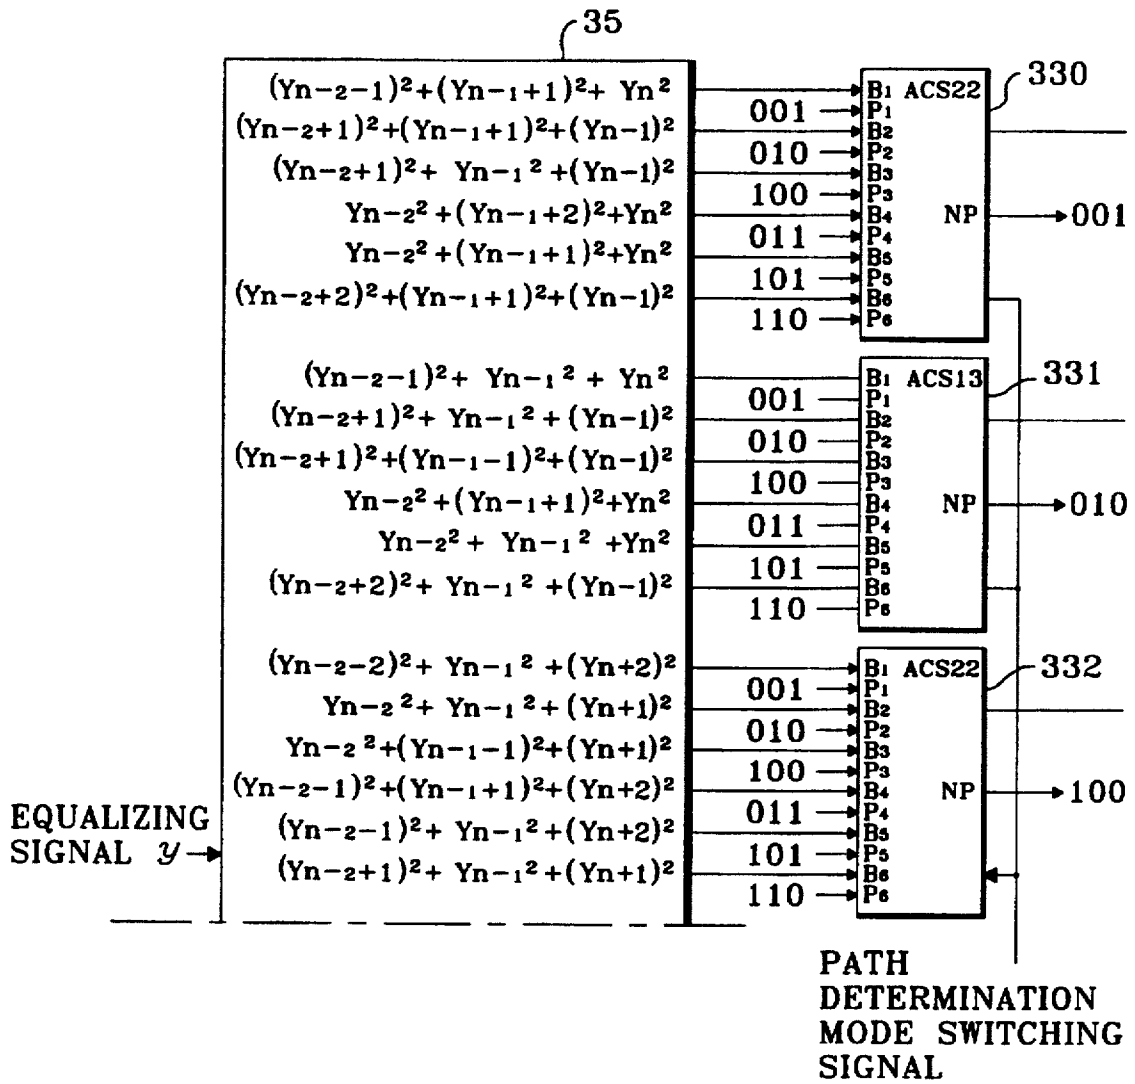 35
(Yn-2-1)²+(Yn-1+1)²+ Yn²
(Yn-2+1)²+(Yn-1+1)²+(Yn-1)²
(Yn-2+1)²+ Yn-1² +(Yn-1)²
Yn-2²+(Yn-1+2)²+Yn²
Yn-2²+(Yn-1+1)²+Yn²
(Yn-2+2)²+(Yn-1+1)²+(Yn-1)²
001
010
100
011
101
110
B1 ACS22
P1
B2
P2
B3
P3
B4 NP
P4
B5
P5
B6
P6
330
001
(Yn-2-1)²+ Yn-1² + Yn²
(Yn-2+1)²+ Yn-1² +(Yn-1)²
(Yn-2+1)²+(Yn-1-1)²+(Yn-1)²
Yn-2²+(Yn-1+1)²+Yn²
Yn-2²+ Yn-1² +Yn²
(Yn-2+2)²+ Yn-1² +(Yn-1)²
001
010
100
011
101
110
B1 ACS13
P1
B2
P2
B3
P3
B4 NP
P4
B5
P5
B6
P6
331
010
(Yn-2-2)²+ Yn-1² +(Yn+2)²
Yn-2²+ Yn-1² +(Yn+1)²
Yn-2²+(Yn-1-1)²+(Yn+1)²
(Yn-2-1)²+(Yn-1+1)²+(Yn+2)²
(Yn-2-1)²+ Yn-1²+(Yn+2)²
(Yn-2+1)²+ Yn-1²+(Yn+1)²
001
010
100
011
101
110
B1 ACS22
P1
B2
P2
B3
P3
B4 NP
P4
B5
P5
B6
P6
332
100
EQUALIZING
SIGNAL y
PATH
DETERMINATION
MODE SWITCHING
SIGNAL